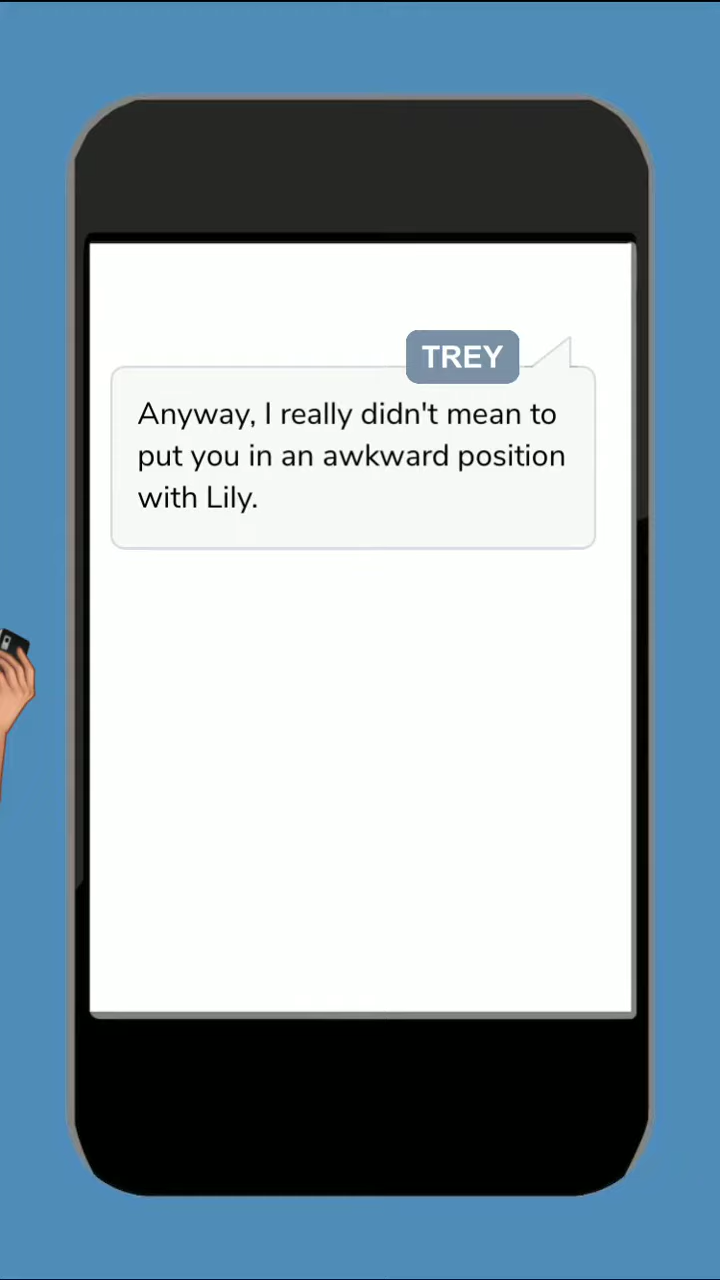 TREY
Anyway, I really didn't mean to
put you in an awkward position
with Lily.